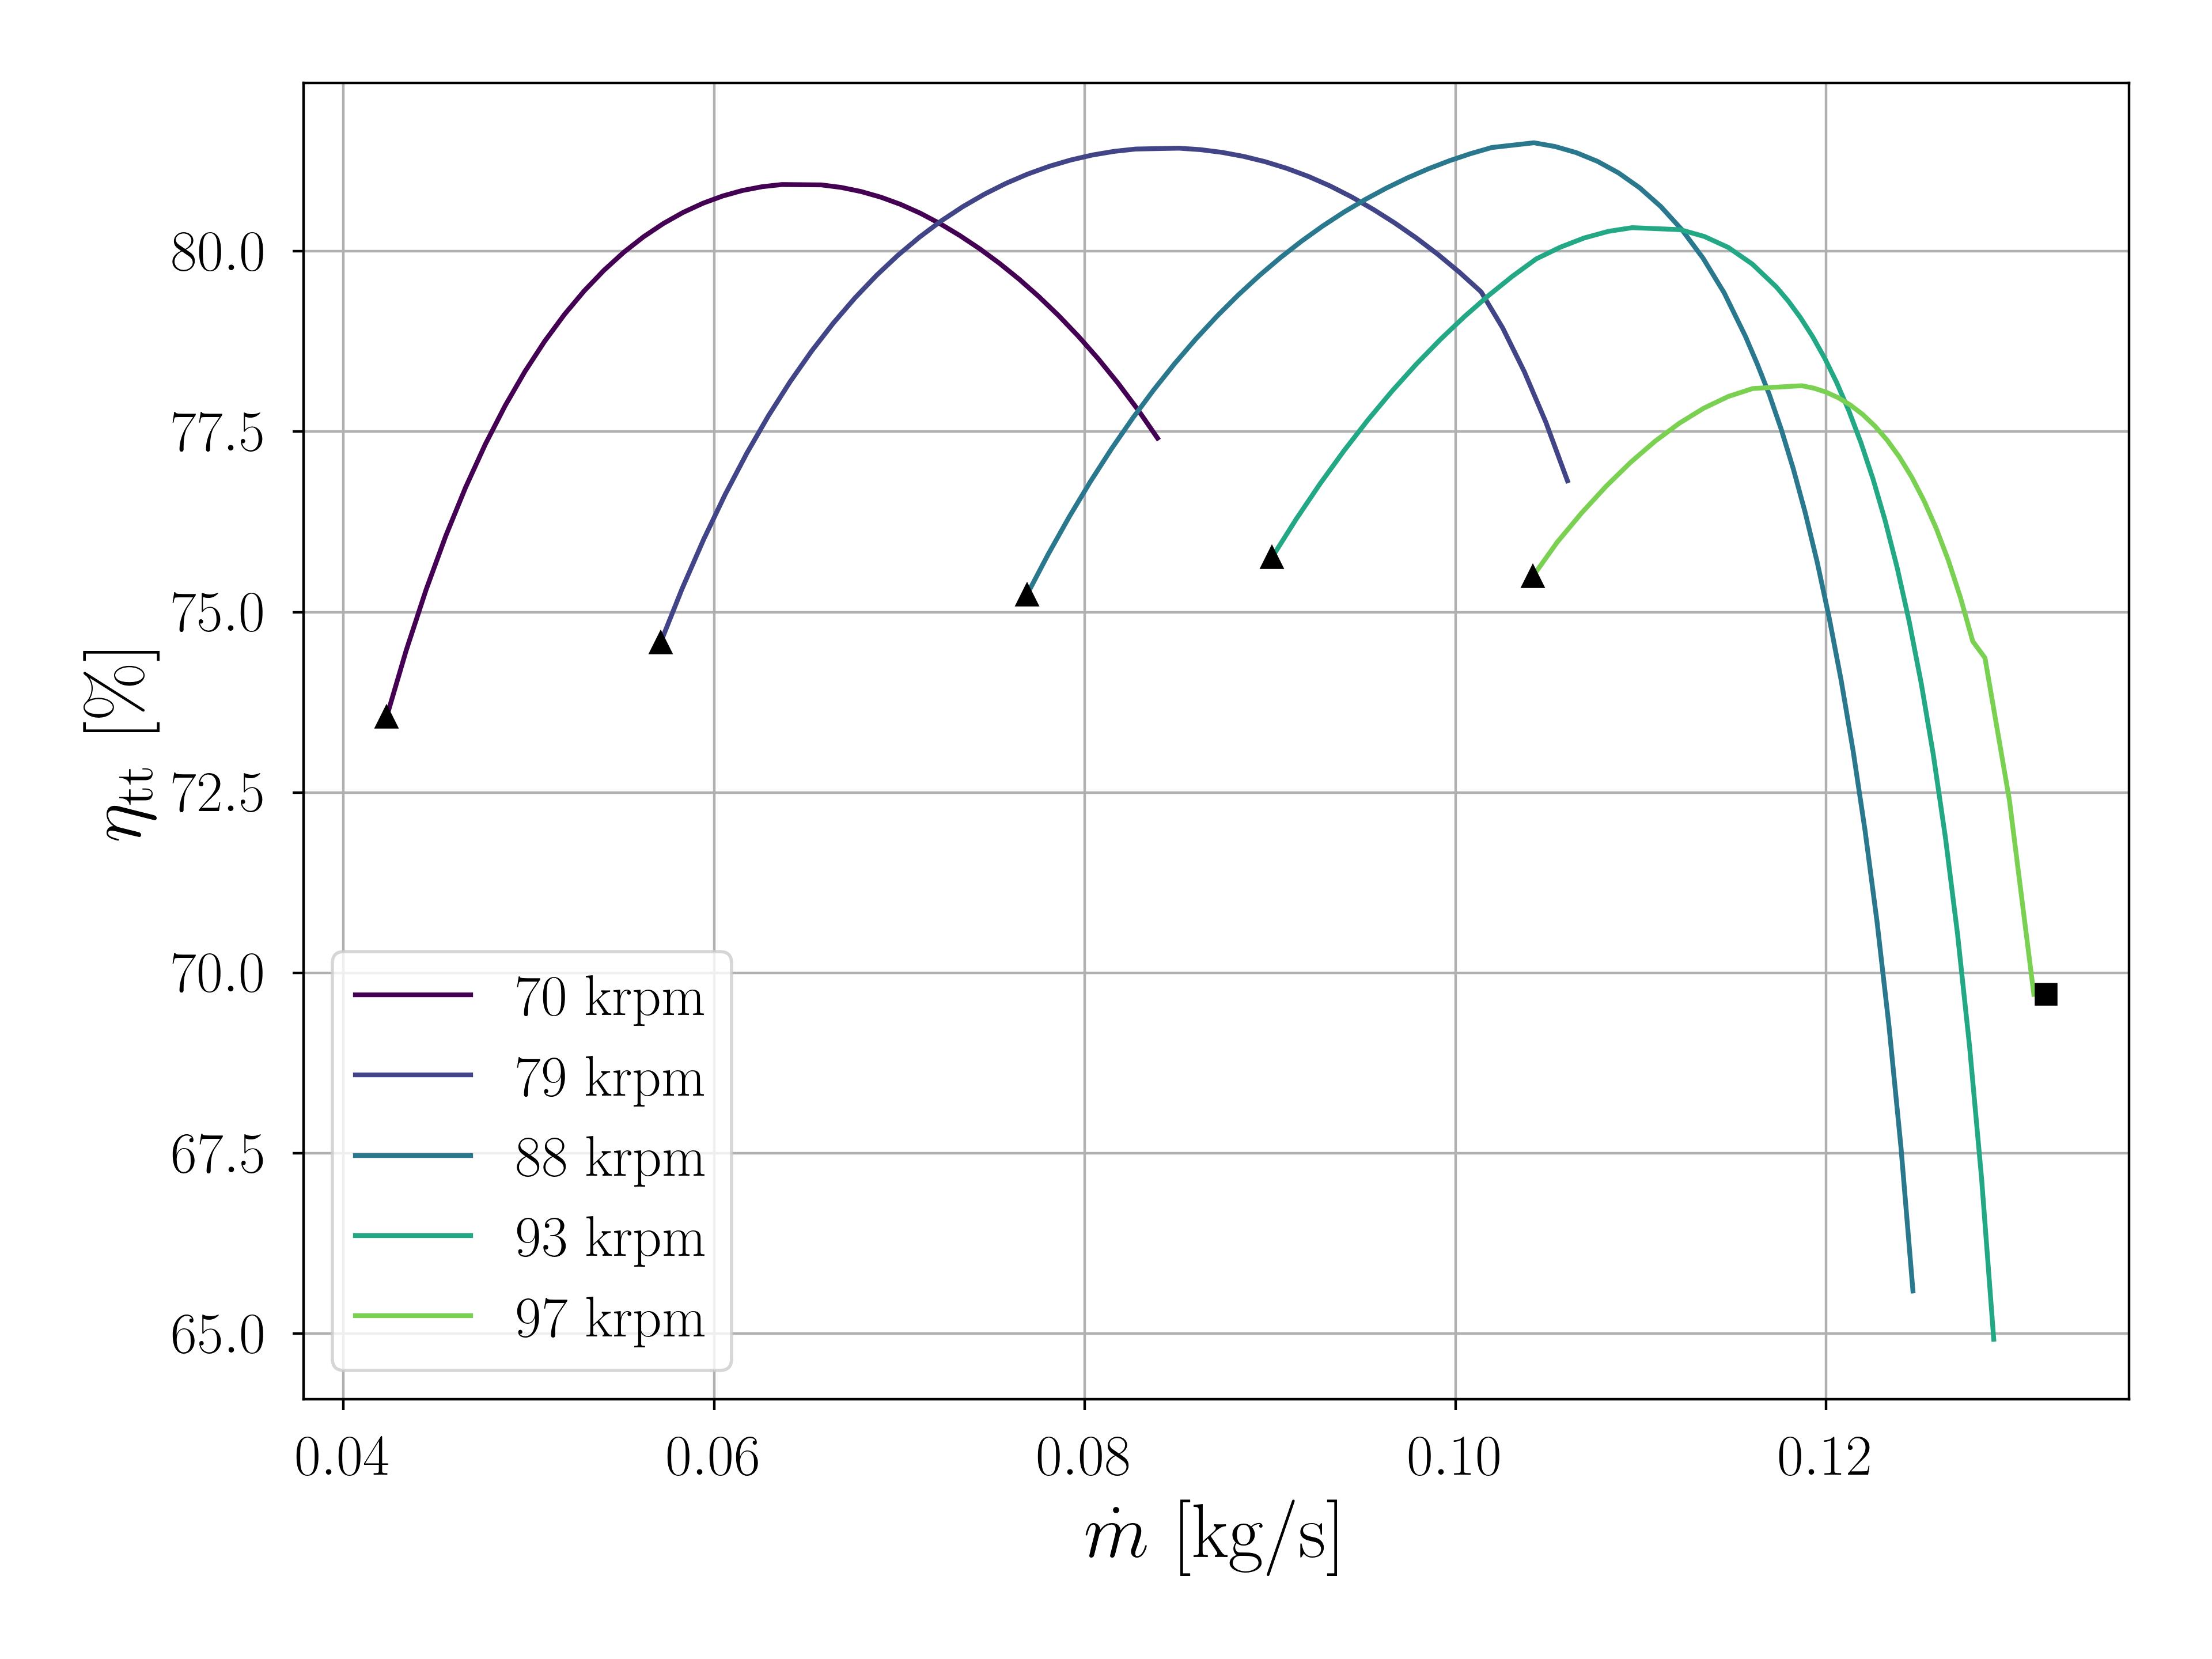 80.0
77.5
75.0
72.5
70.0
67.5
65.0
ηtt [%]
70 krpm
79 krpm
88 krpm
93 krpm
97 krpm
0.04 0.06 0.08 0.10 0.12
ṁ [kg/s]